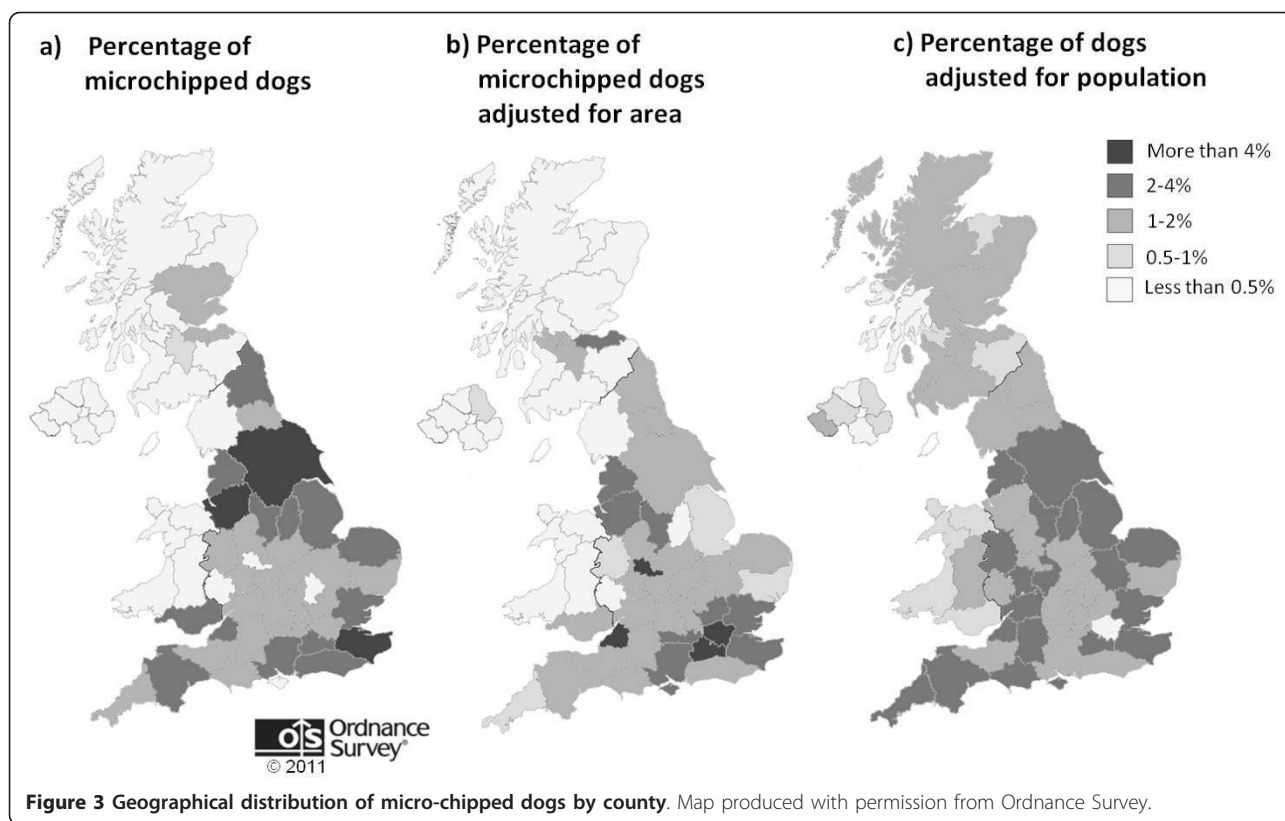 a) Percentage of
microchipped dogs
b) Percentage of
microchipped dogs
adjusted for area
c) Percentage of dogs
adjusted for population
More than 4%
2-4%
1-2%
0.5-1%
Less than 0.5%
OS Ordnance
Survey®
© 2011
Figure 3 Geographical distribution of micro-chipped dogs by county. Map produced with permission from Ordnance Survey.